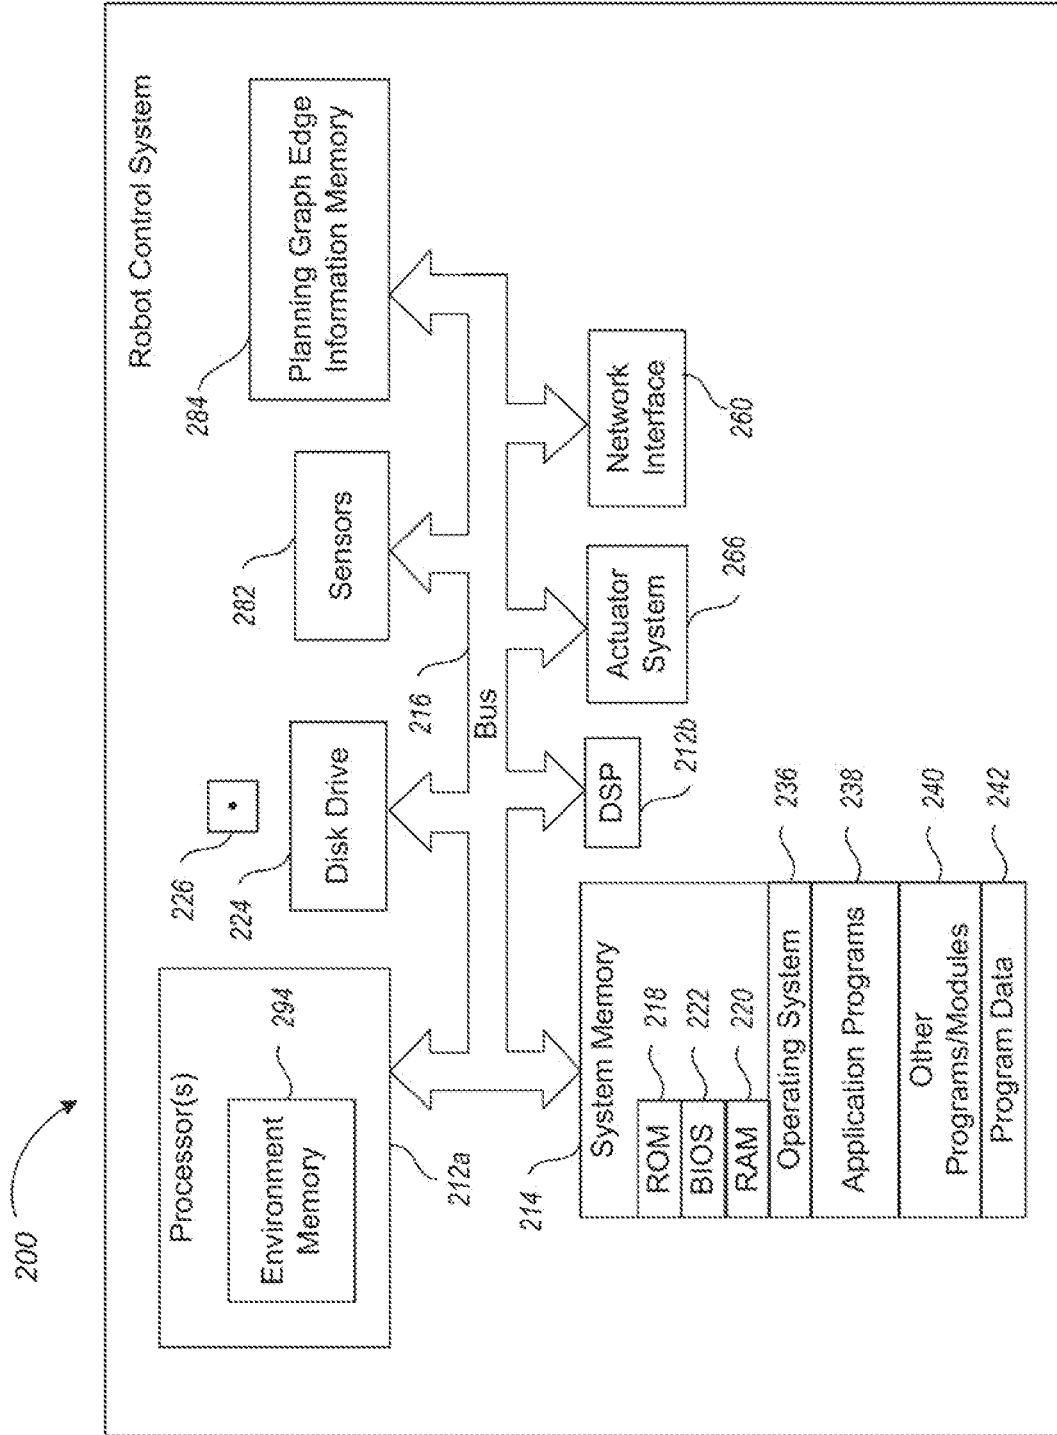 200
Robot Control System
Processor(s)
Environment
Memory
294
212a
226
224
Disk Drive
282
Sensors
284
Planning Graph Edge
Information Memory
216
Bus
214
System Memory
ROM
218
BIOS
222
RAM
220
Operating System
236
Application Programs
238
Other
Programs/Modules
240
Program Data
242
DSP
212b
Actuator
System
266
Network
Interface
260